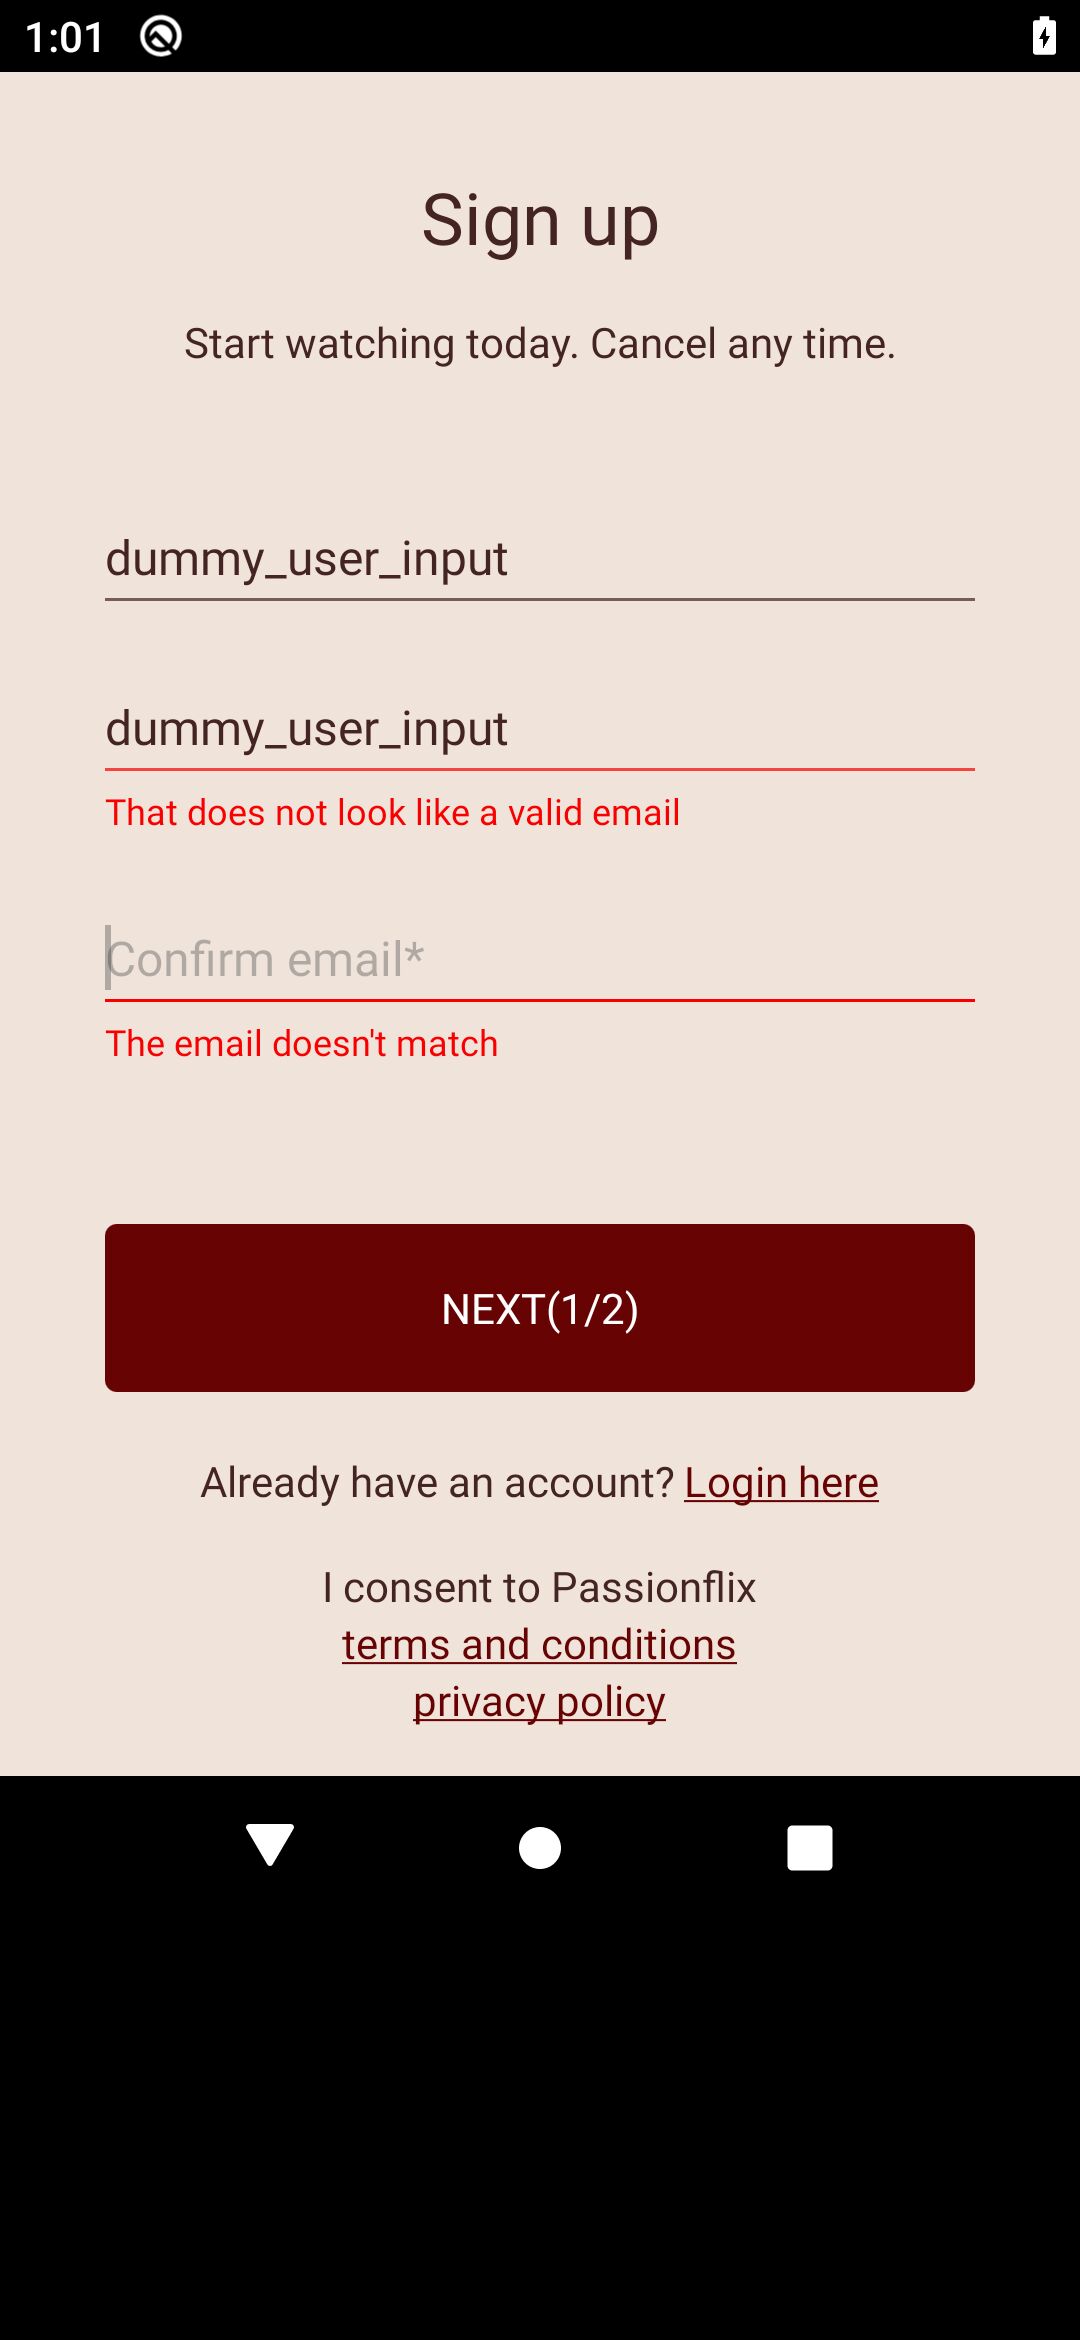 1:01
Sign up
Start watching today. Cancel any time.
dummy_user_input
dummy_user_input
That does not look like a valid email
Confirm email*
The email doesn't match
NEXT(1/2)
Already have an account? Login here
I consent to Passionflix
terms and conditions
privacy policy